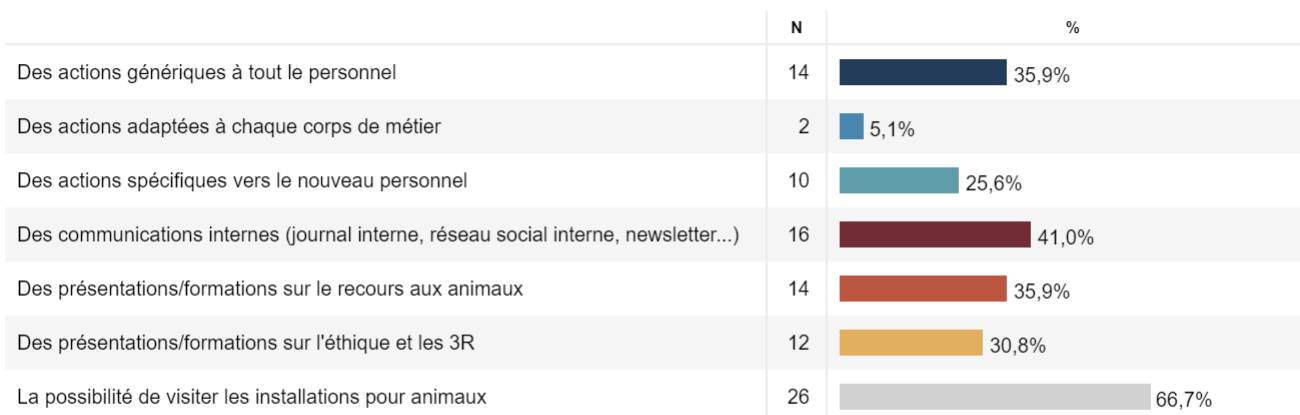 N %
Des actions génériques à tout le personnel 14 35,9%
Des actions adaptées à chaque corps de métier 2 5,1%
Des actions spécifiques vers le nouveau personnel 10 25,6%
Des communications internes (journal interne, réseau social interne, newsletter...) 16 41,0%
Des présentations/formations sur le recours aux animaux 14 35,9%
Des présentations/formations sur l'éthique et les 3R 12 30,8%
La possibilité de visiter les installations pour animaux 26 66,7%